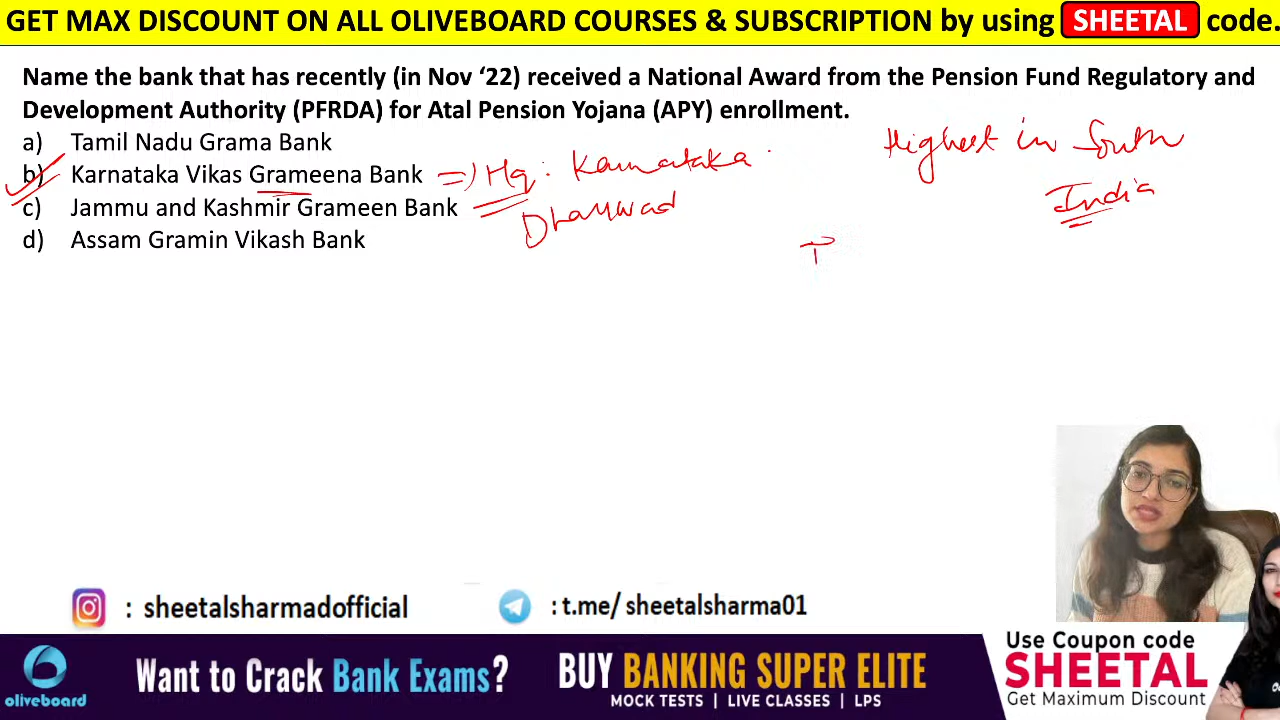 GET MAX DISCOUNT ON ALL OLIVEBOARD COURSES & SUBSCRIPTION by using SHEETAL code.
Name the bank that has recently (in Nov ‘22) received a National Award from the Pension Fund Regulatory and
Development Authority (PFRDA) for Atal Pension Yojana (APY) enrollment.
a) Tamil Nadu Grama Bank
b) Karnataka Vikas Grameena Bank => Hq: Karnataka
c) Jammu and Kashmir Grameen Bank
d) Assam Gramin Vikash Bank
Dharwad
Highest in South
India
: sheetalsharmadofficial
: t.me/ sheetalsharma01
oliveboard
Want to Crack Bank Exams?
BUY BANKING SUPER ELITE
MOCK TESTS | LIVE CLASSES | LPS
Use Coupon code
SHEETAL
Get Maximum Discount